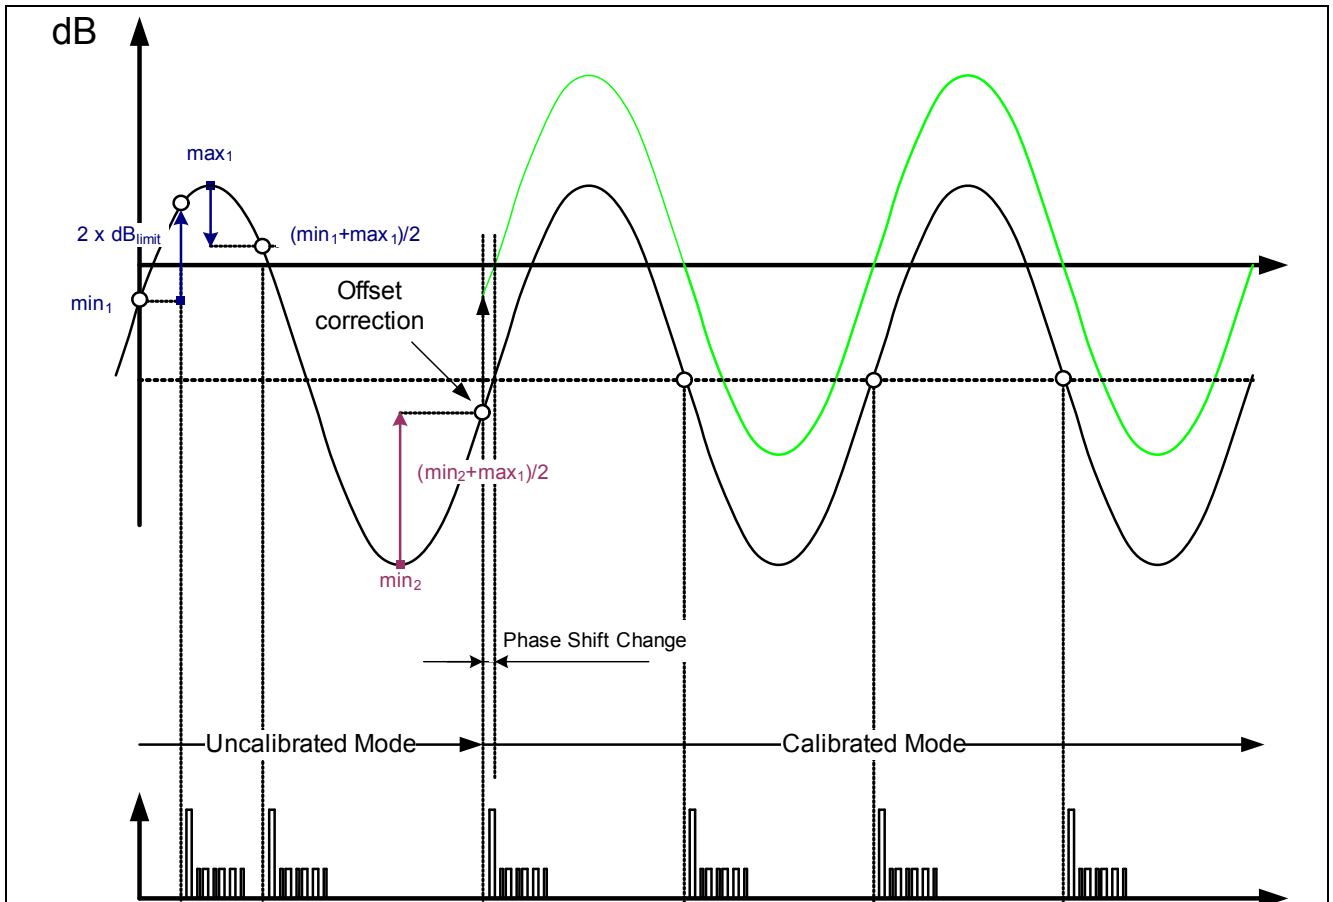 dB
max₁
2 x dBlimit
(min₁+max₁)/2
min₁
Offset
correction
(min₂+max₁)/2
min₂
Phase Shift Change
Uncalibrated Mode
Calibrated Mode